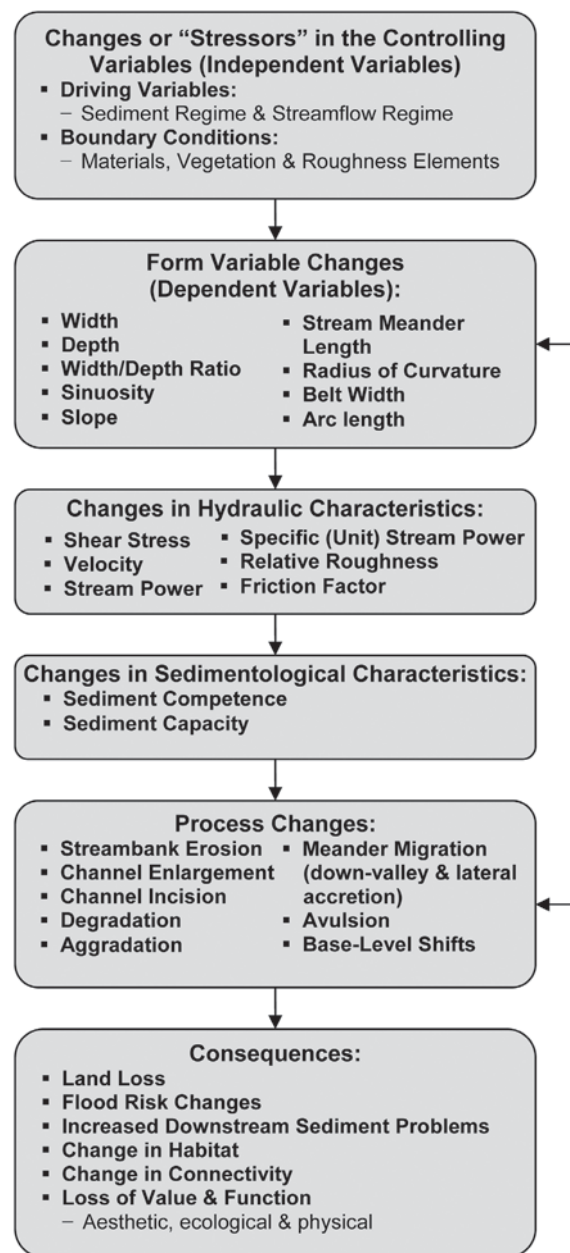 Changes or “Stressors” in the Controlling
Variables (Independent Variables)
▪ Driving Variables:
– Sediment Regime & Streamflow Regime
▪ Boundary Conditions:
– Materials, Vegetation & Roughness Elements
Form Variable Changes
(Dependent Variables):
▪ Width
▪ Depth
▪ Width/Depth Ratio
▪ Sinuosity
▪ Slope
▪ Stream Meander
Length
▪ Radius of Curvature
▪ Belt Width
▪ Arc length
Changes in Hydraulic Characteristics:
▪ Shear Stress
▪ Velocity
▪ Stream Power
▪ Specific (Unit) Stream Power
▪ Relative Roughness
▪ Friction Factor
Changes in Sedimentological Characteristics:
▪ Sediment Competence
▪ Sediment Capacity
Process Changes:
▪ Streambank Erosion
▪ Channel Enlargement
▪ Channel Incision
▪ Degradation
▪ Aggradation
▪ Meander Migration
(down-valley & lateral
accretion)
▪ Avulsion
▪ Base-Level Shifts
Consequences:
▪ Land Loss
▪ Flood Risk Changes
▪ Increased Downstream Sediment Problems
▪ Change in Habitat
▪ Change in Connectivity
▪ Loss of Value & Function
– Aesthetic, ecological & physical